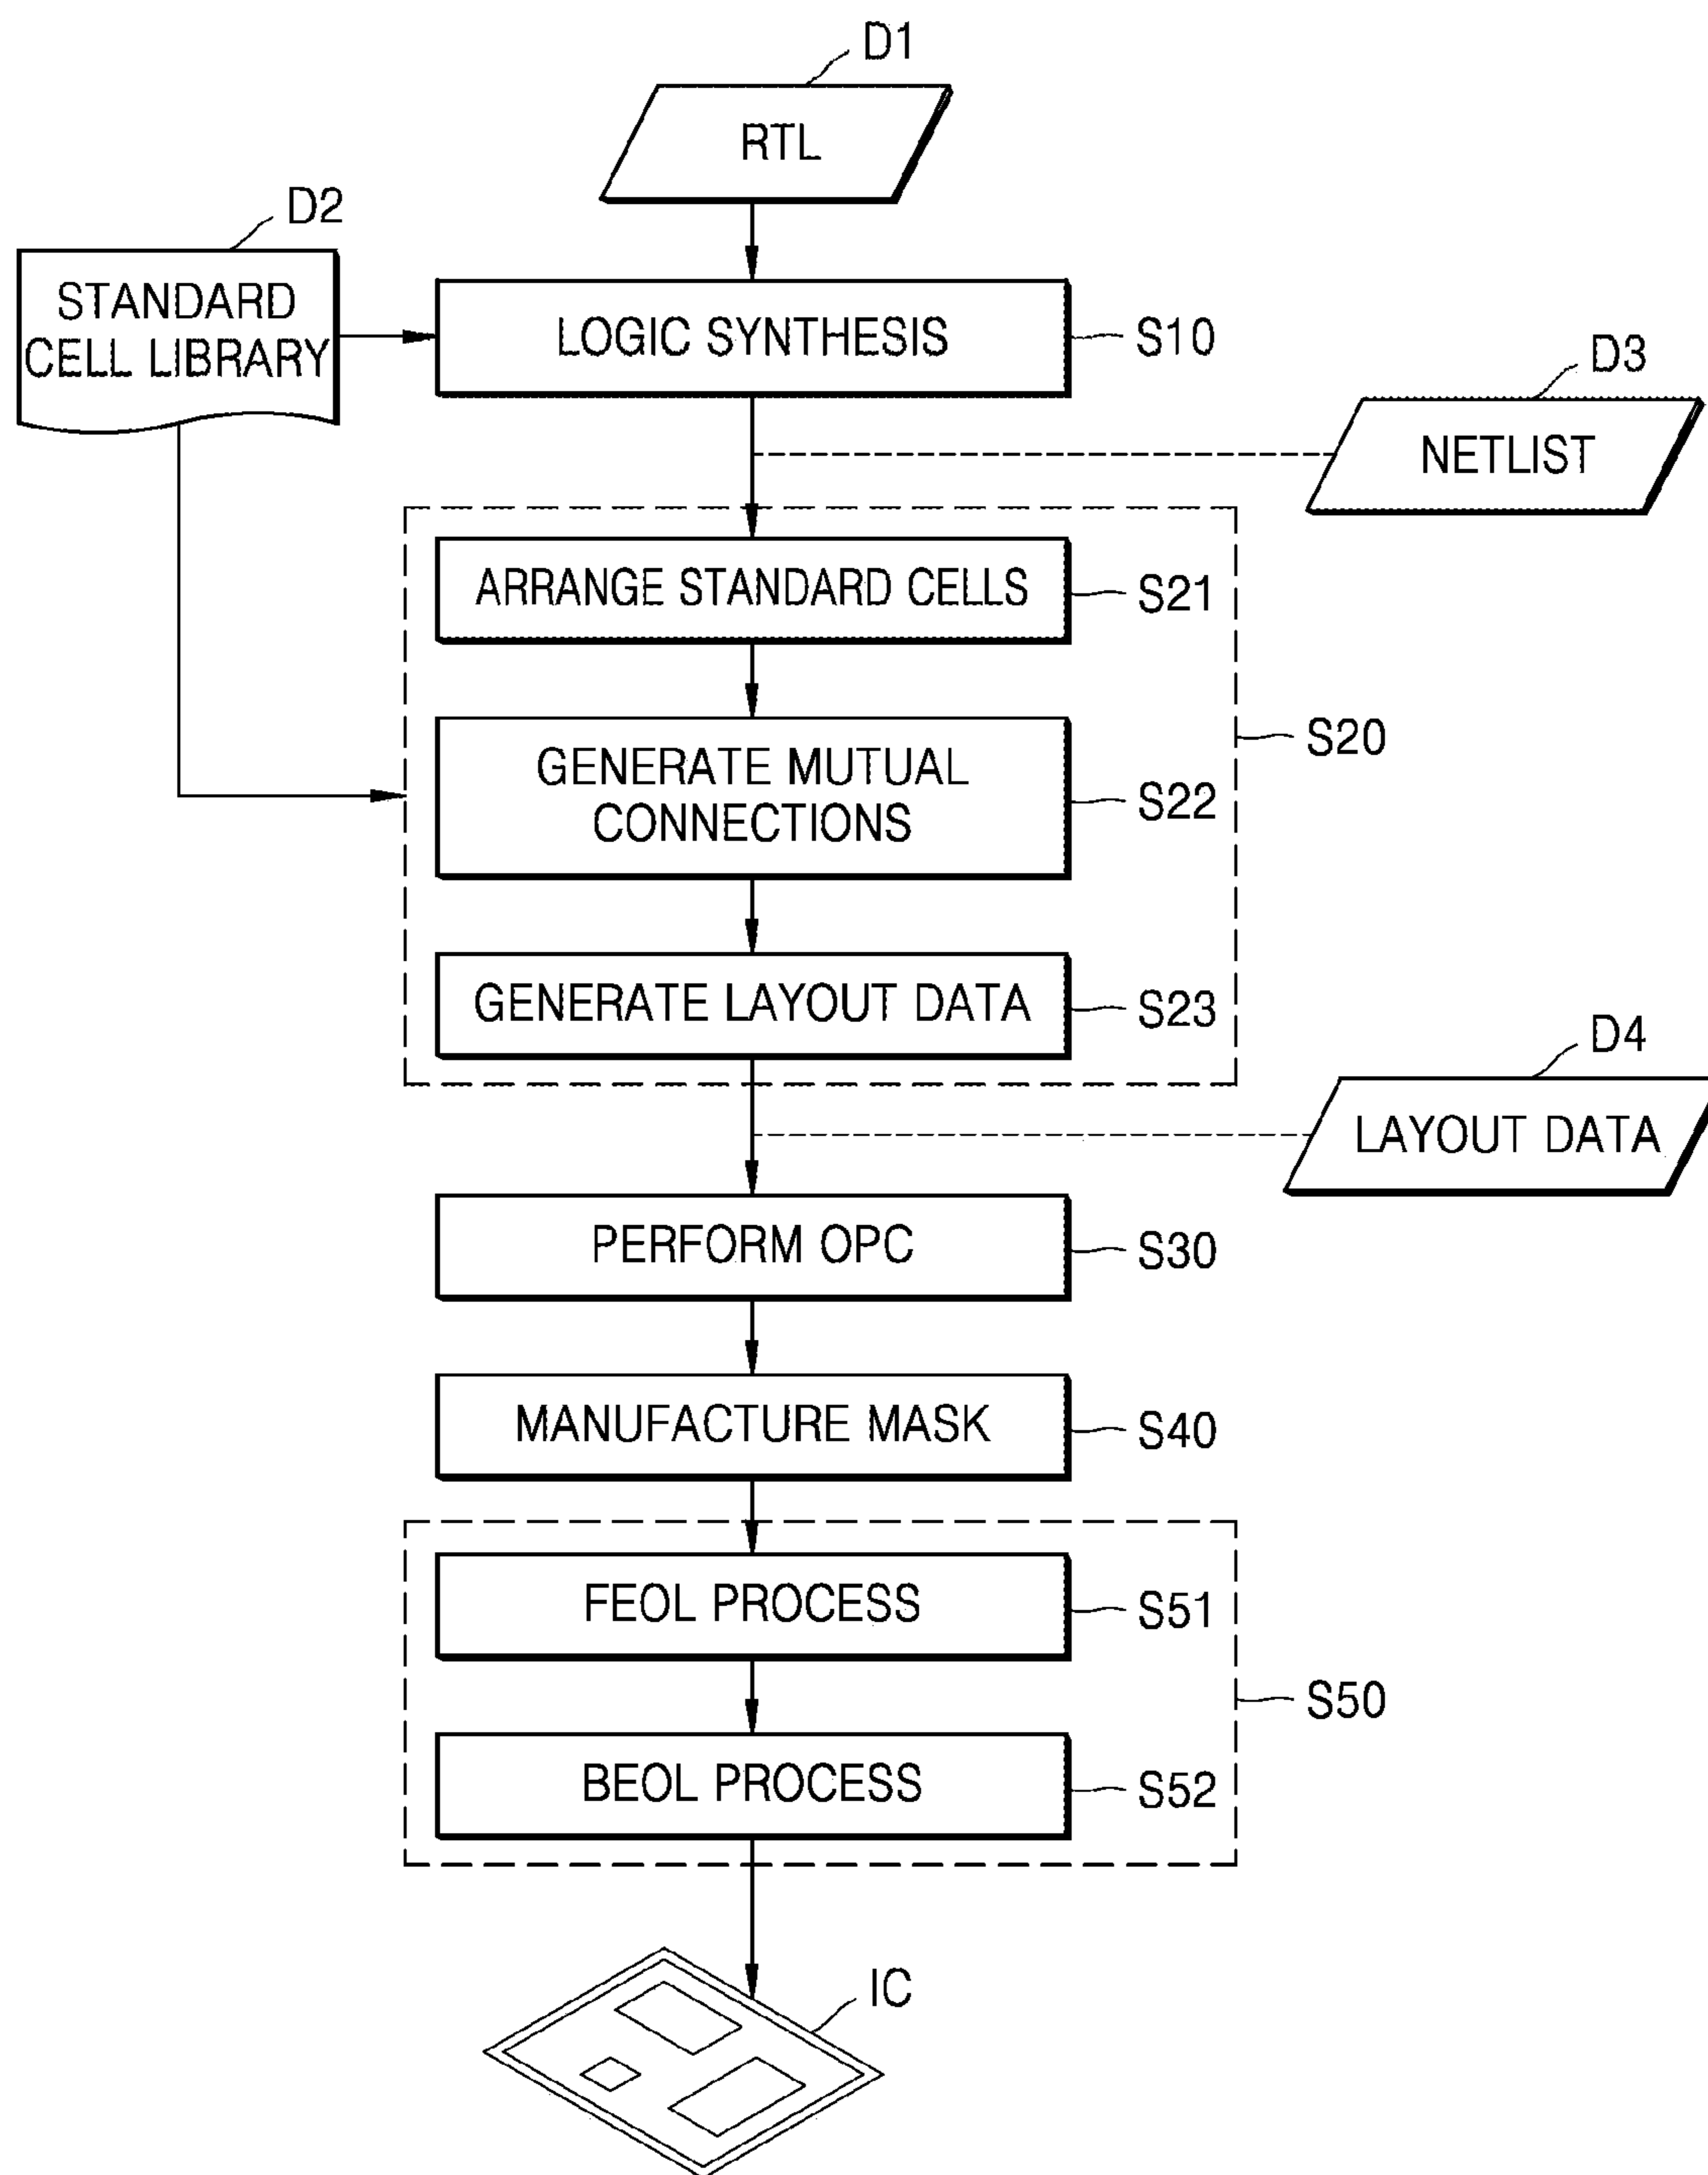 D1
RTL
D2
STANDARD
CELL LIBRARY
LOGIC SYNTHESIS
S10
D3
NETLIST
ARRANGE STANDARD CELLS
S21
S20
GENERATE MUTUAL
CONNECTIONS
S22
GENERATE LAYOUT DATA
S23
D4
LAYOUT DATA
PERFORM OPC
S30
MANUFACTURE MASK
S40
FEOL PROCESS
S51
S50
BEOL PROCESS
S52
IC